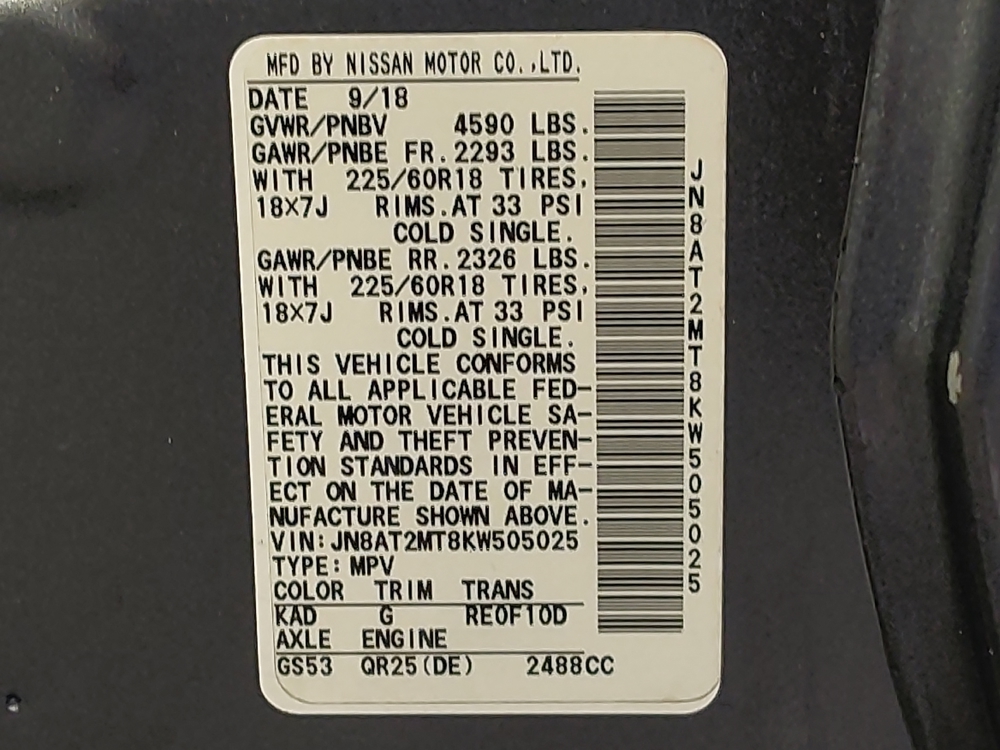 MFD BY NISSAN MOTOR CO.,LTD.
DATE 9/18
GVWR/PNBV 4590 LBS.
GAWR/PNBE FR.2293 LBS.
WITH 225/60R18 TIRES,
18X7J RIMS.AT 33 PSI
COLD SINGLE.
GAWR/PNBE RR.2326 LBS.
WITH 225/60R18 TIRES,
18X7J RIMS.AT 33 PSI
COLD SINGLE.
THIS VEHICLE CONFORMS
TO ALL APPLICABLE FED-
ERAL MOTOR VEHICLE SA-
FETY AND THEFT PREVEN-
TION STANDARDS IN EFF-
ECT ON THE DATE OF MA-
NUFACTURE SHOWN ABOVE.
VIN:JN8AT2MT8KW505025
TYPE:MPV
COLOR TRIM TRANS
KAD G RE0F10D
AXLE ENGINE
GS53 QR25(DE) 2488CC
JN8AT2MT8KW505025